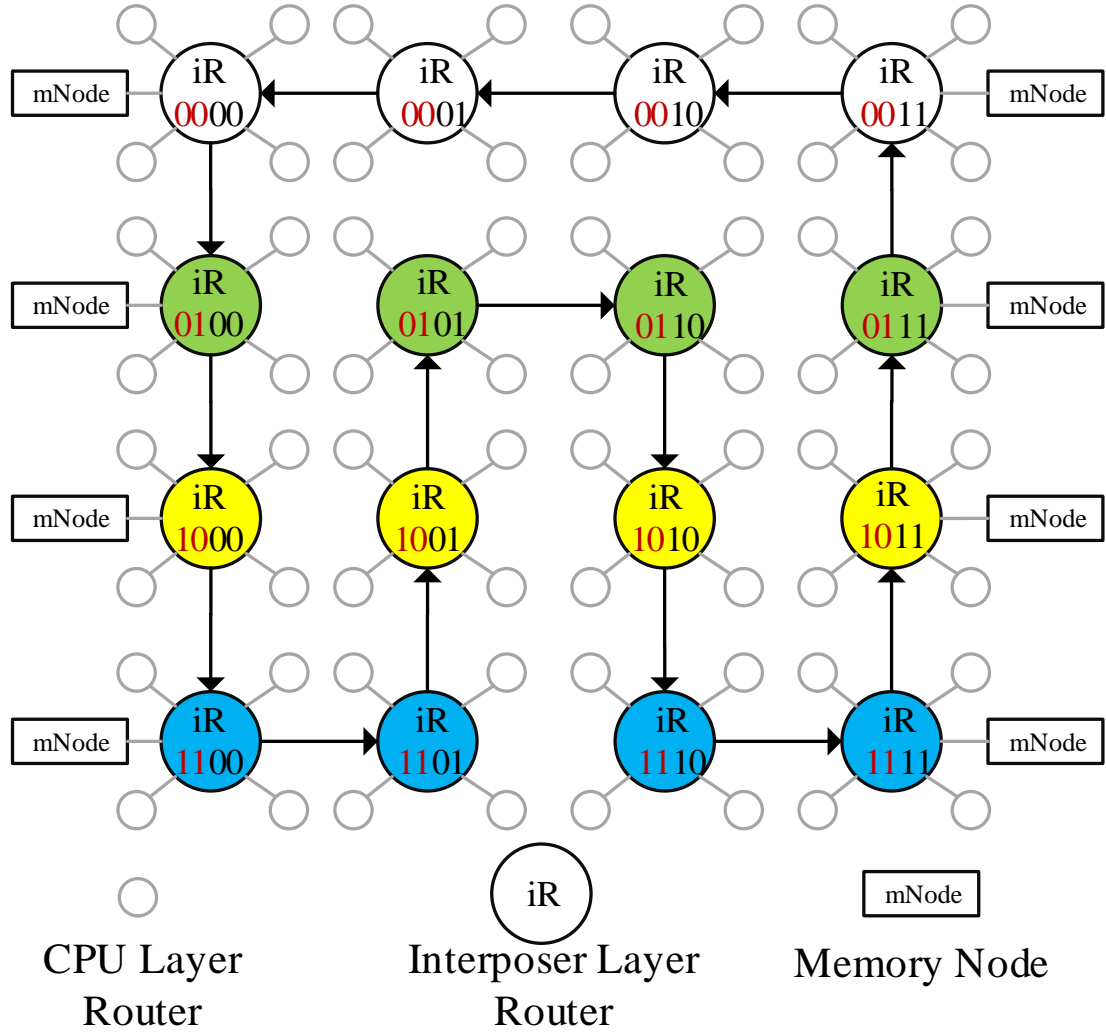 iR iR iR iR
mNode 0000 0001 0010 0011 mNode
iR iR iR iR
mNode 0100 0101 0110 0111 mNode
iR iR iR iR
mNode 1000 1001 1010 1011 mNode
iR iR iR iR
mNode 1100 1101 1110 1111 mNode
iR mNode
CPU Layer Interposer Layer Memory Node
Router Router